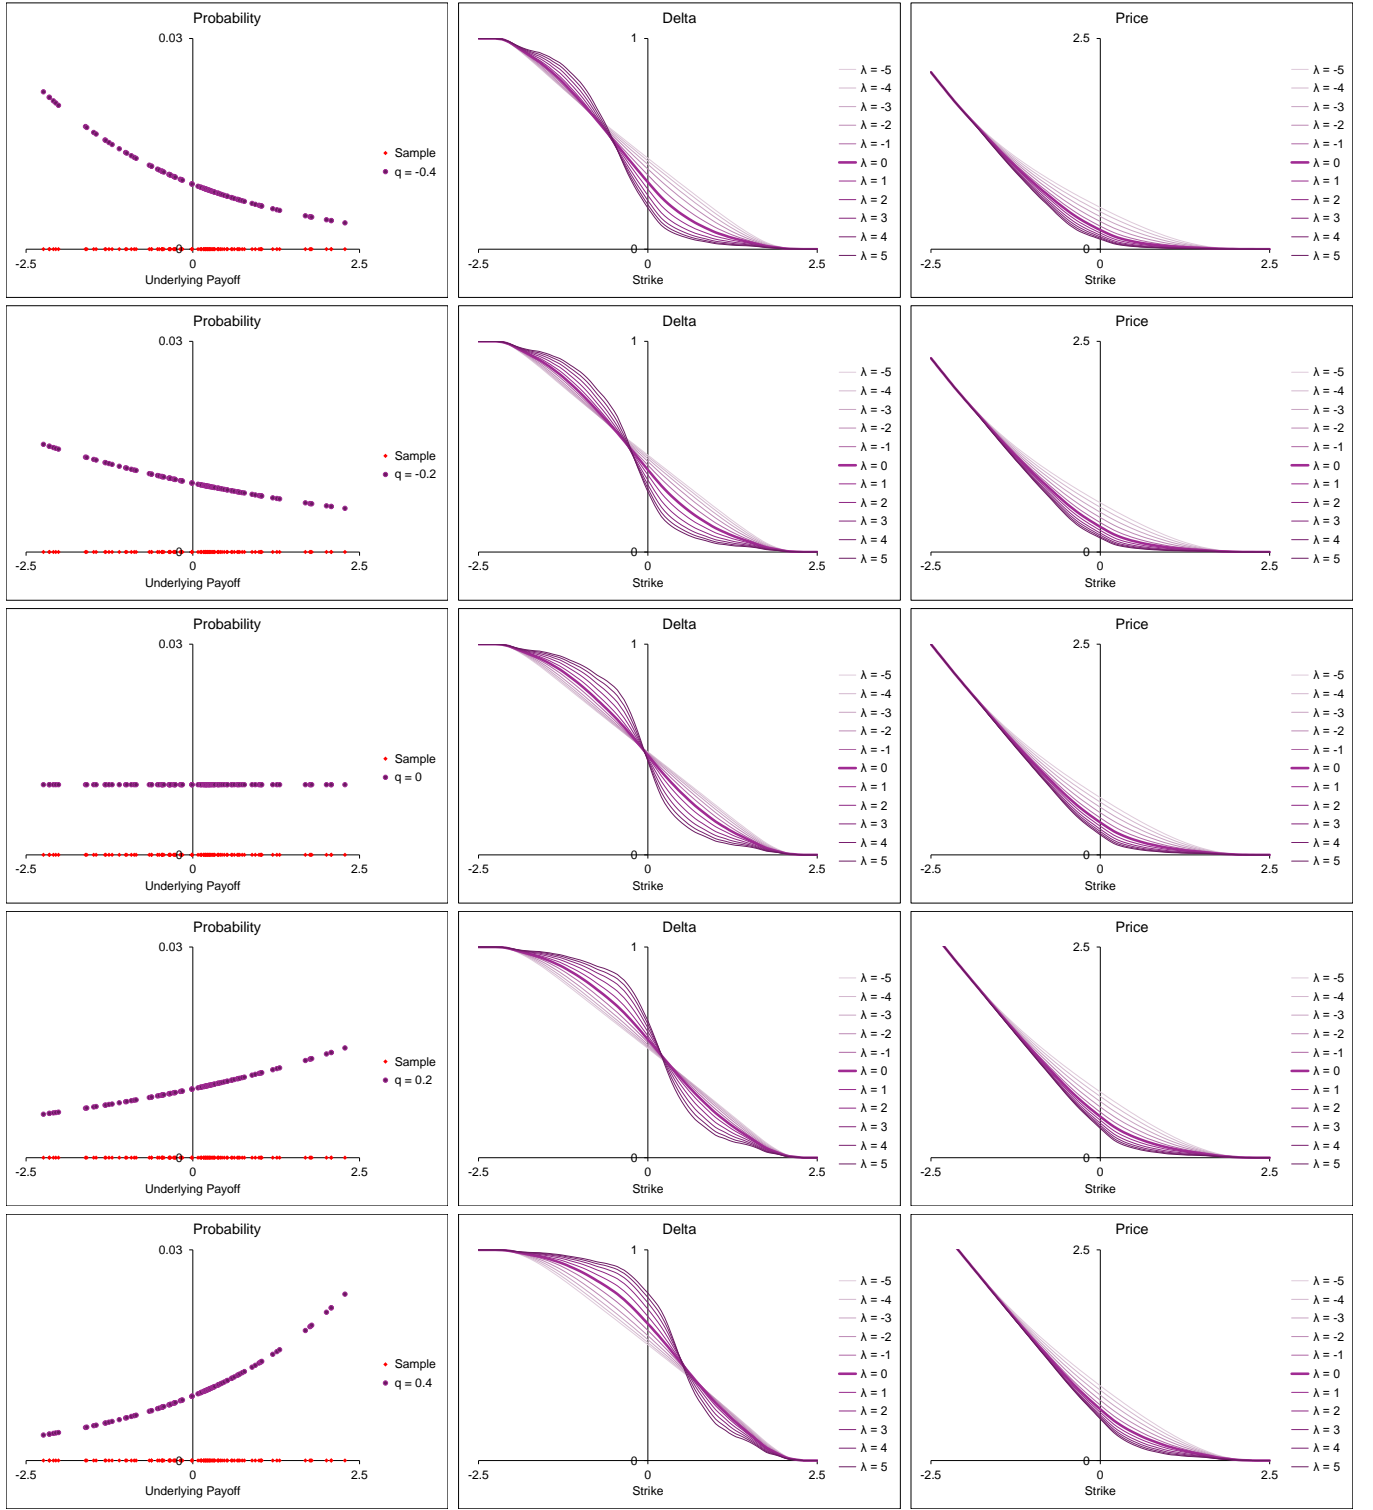 Probability
0.03
Sample
q = -0.4
0
-2.5 0 2.5
Underlying Payoff
Delta
1
λ = -5
λ = -4
λ = -3
λ = -2
λ = -1
λ = 0
λ = 1
λ = 2
λ = 3
λ = 4
λ = 5
0
-2.5 0 2.5
Strike
Price
2.5
λ = -5
λ = -4
λ = -3
λ = -2
λ = -1
λ = 0
λ = 1
λ = 2
λ = 3
λ = 4
λ = 5
0
-2.5 0 2.5
Strike
Probability
0.03
Sample
q = -0.2
0
-2.5 0 2.5
Underlying Payoff
Delta
1
λ = -5
λ = -4
λ = -3
λ = -2
λ = -1
λ = 0
λ = 1
λ = 2
λ = 3
λ = 4
λ = 5
0
-2.5 0 2.5
Strike
Price
2.5
λ = -5
λ = -4
λ = -3
λ = -2
λ = -1
λ = 0
λ = 1
λ = 2
λ = 3
λ = 4
λ = 5
0
-2.5 0 2.5
Strike
Probability
0.03
Sample
q = 0
0
-2.5 0 2.5
Underlying Payoff
Delta
1
λ = -5
λ = -4
λ = -3
λ = -2
λ = -1
λ = 0
λ = 1
λ = 2
λ = 3
λ = 4
λ = 5
0
-2.5 0 2.5
Strike
Price
2.5
λ = -5
λ = -4
λ = -3
λ = -2
λ = -1
λ = 0
λ = 1
λ = 2
λ = 3
λ = 4
λ = 5
0
-2.5 0 2.5
Strike
Probability
0.03
Sample
q = 0.2
0
-2.5 0 2.5
Underlying Payoff
Delta
1
λ = -5
λ = -4
λ = -3
λ = -2
λ = -1
λ = 0
λ = 1
λ = 2
λ = 3
λ = 4
λ = 5
0
-2.5 0 2.5
Strike
Price
2.5
λ = -5
λ = -4
λ = -3
λ = -2
λ = -1
λ = 0
λ = 1
λ = 2
λ = 3
λ = 4
λ = 5
0
-2.5 0 2.5
Strike
Probability
0.03
Sample
q = 0.4
0
-2.5 0 2.5
Underlying Payoff
Delta
1
λ = -5
λ = -4
λ = -3
λ = -2
λ = -1
λ = 0
λ = 1
λ = 2
λ = 3
λ = 4
λ = 5
0
-2.5 0 2.5
Strike
Price
2.5
λ = -5
λ = -4
λ = -3
λ = -2
λ = -1
λ = 0
λ = 1
λ = 2
λ = 3
λ = 4
λ = 5
0
-2.5 0 2.5
Strike